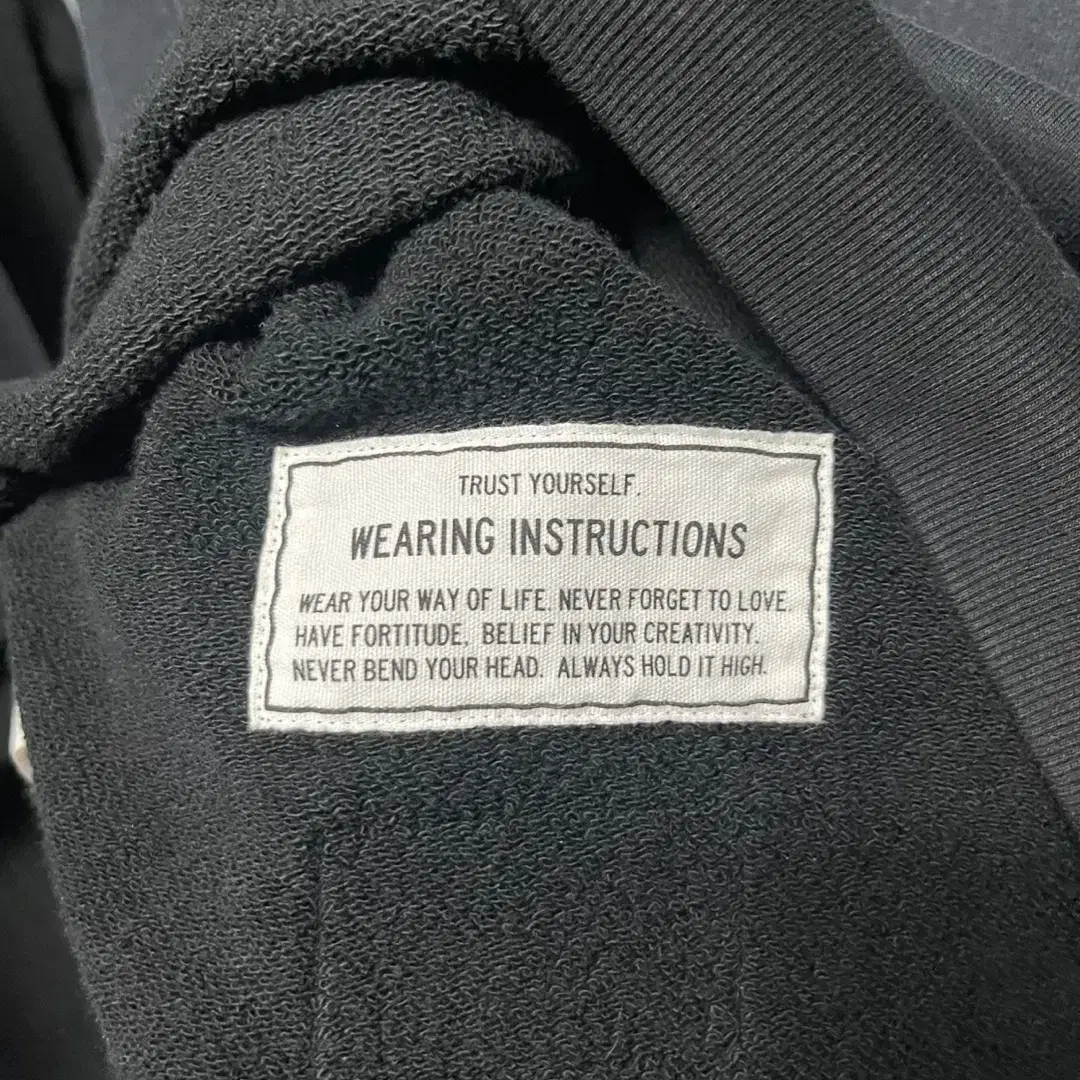 TRUST YOURSELF.
WEARING INSTRUCTIONS
WEAR YOUR WAY OF LIFE. NEVER FORGET TO LOVE.
HAVE FORTITUDE. BELIEF IN YOUR CREATIVITY.
NEVER BEND YOUR HEAD. ALWAYS HOLD IT HIGH.